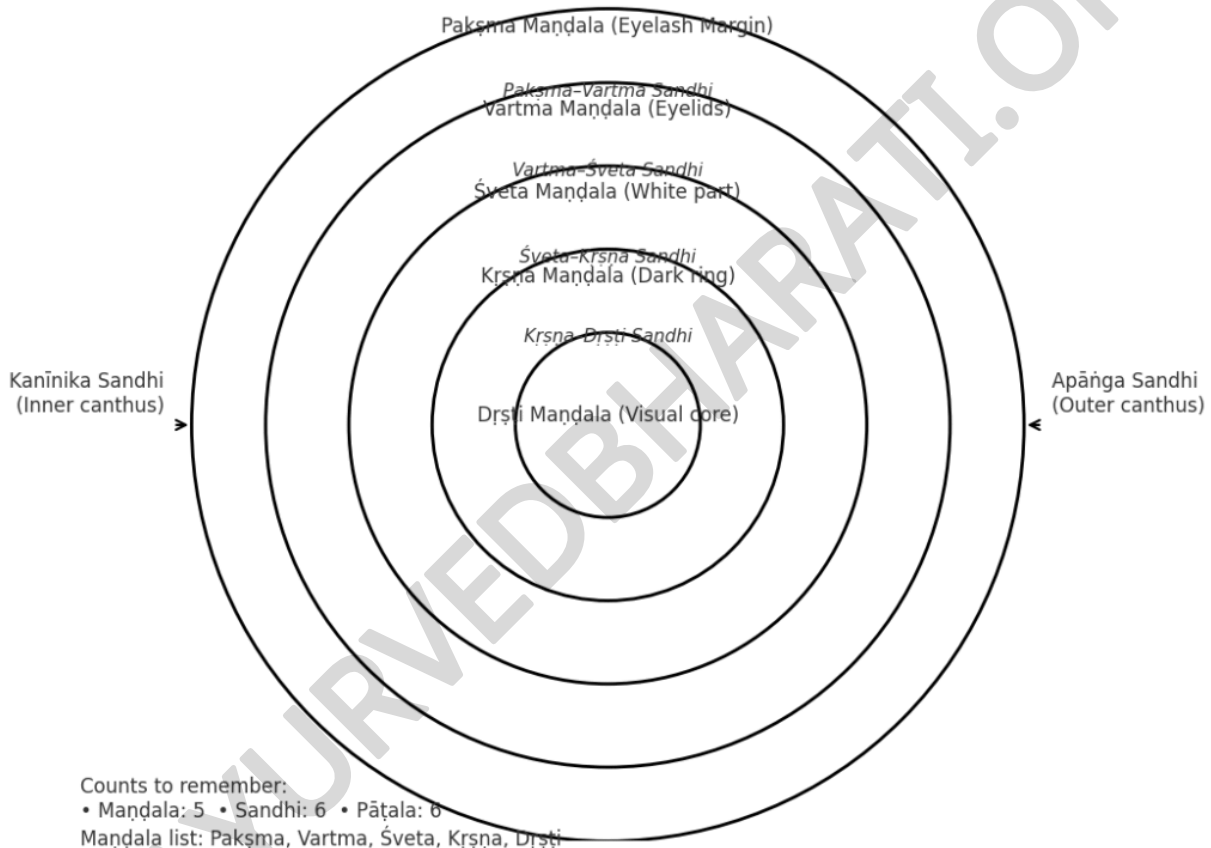 Pakṣma Maṇḍala (Eyelash Margin)
Pakṣma–Vartma Sandhi
Vartma Maṇḍala (Eyelids)
Vartma–Śveta Sandhi
Śveta Maṇḍala (White part)
Śveta–Kṛṣṇa Sandhi
Kṛṣṇa Maṇḍala (Dark ring)
Kṛṣṇa–Dṛṣṭi Sandhi
Kanīnika Sandhi
(Inner canthus)
Apāṅga Sandhi
(Outer canthus)
Dṛṣṭi Maṇḍala (Visual core)
Counts to remember:
• Maṇḍala: 5 • Sandhi: 6 • Pāṭala: 6
Maṇḍala list: Pakṣma, Vartma, Śveta, Kṛṣṇa, Dṛṣṭi